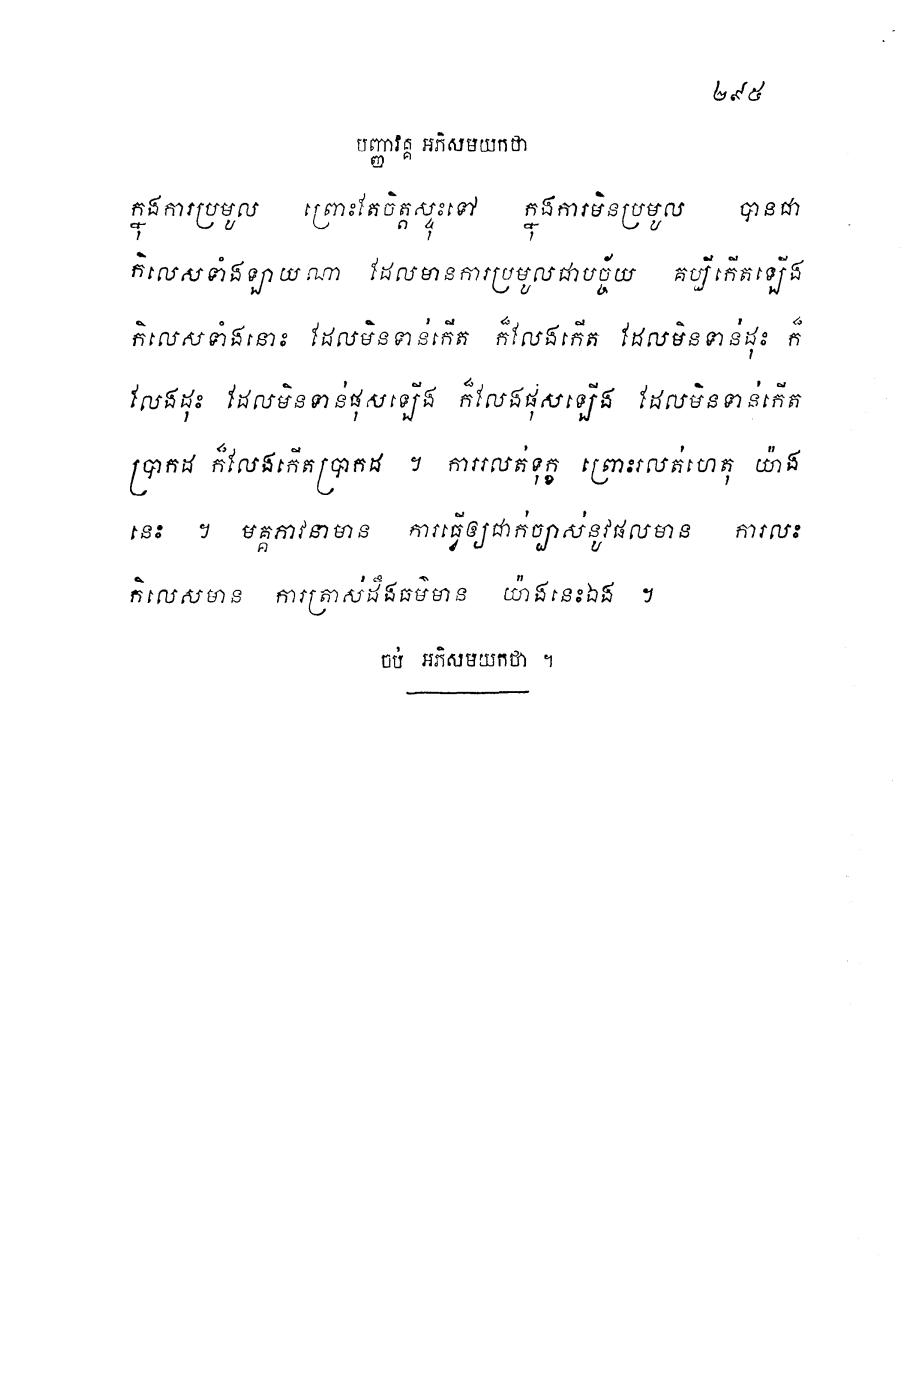 ២៩៥
បញ្ញាវគ្គ អភិសមយកថា
ក្នុងការប្រមូល ព្រោះតែចិត្តស្ទុះទៅ ក្នុងការមិនប្រមូល បានជា
កិលេសទាំងឡាយណា ដែលមានការប្រមូលជាបច្ច័យ គប្បីកើតឡើង
កិលេសទាំងនោះ ដែលមិនទាន់កើត ក៏លែងកើត ដែលមិនទាន់ដុះ ក៏
លែងដុះ ដែលមិនទាន់ផុសឡើង ក៏លែងផុសឡើង ដែលមិនទាន់កើត
ប្រាកដ ក៏លែងកើតប្រាកដ ។ ការរលត់ទុក្ខ ព្រោះរលត់ហេតុ យ៉ាង
នេះ ។ មគ្គភាវនាមាន ការធ្វើឲ្យជាក់ច្បាស់នូវផលមាន ការលះ
កិលេសមាន ការត្រាស់ដឹងធម៌មាន យ៉ាងនេះឯង ។
ចប់ អភិសមយកថា ។